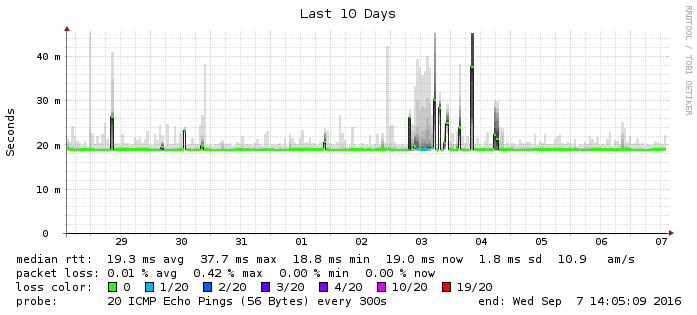 Last 10 Days
RRDTOOL / TOBI OETIKER
Seconds
40 m
30 m
20 m
10 m
0
29 30 31 01 02 03 04 05 06 07
median rtt: 19.3 ms avg 37.7 ms max 18.8 ms min 19.0 ms now 1.8 ms sd 10.9 am/s
packet loss: 0.01 % avg 0.42 % max 0.00 % min 0.00 % now
loss color: 0 1/20 2/20 3/20 4/20 10/20 19/20
probe: 20 ICMP Echo Pings (56 Bytes) every 300s end: Wed Sep 7 14:05:09 2016